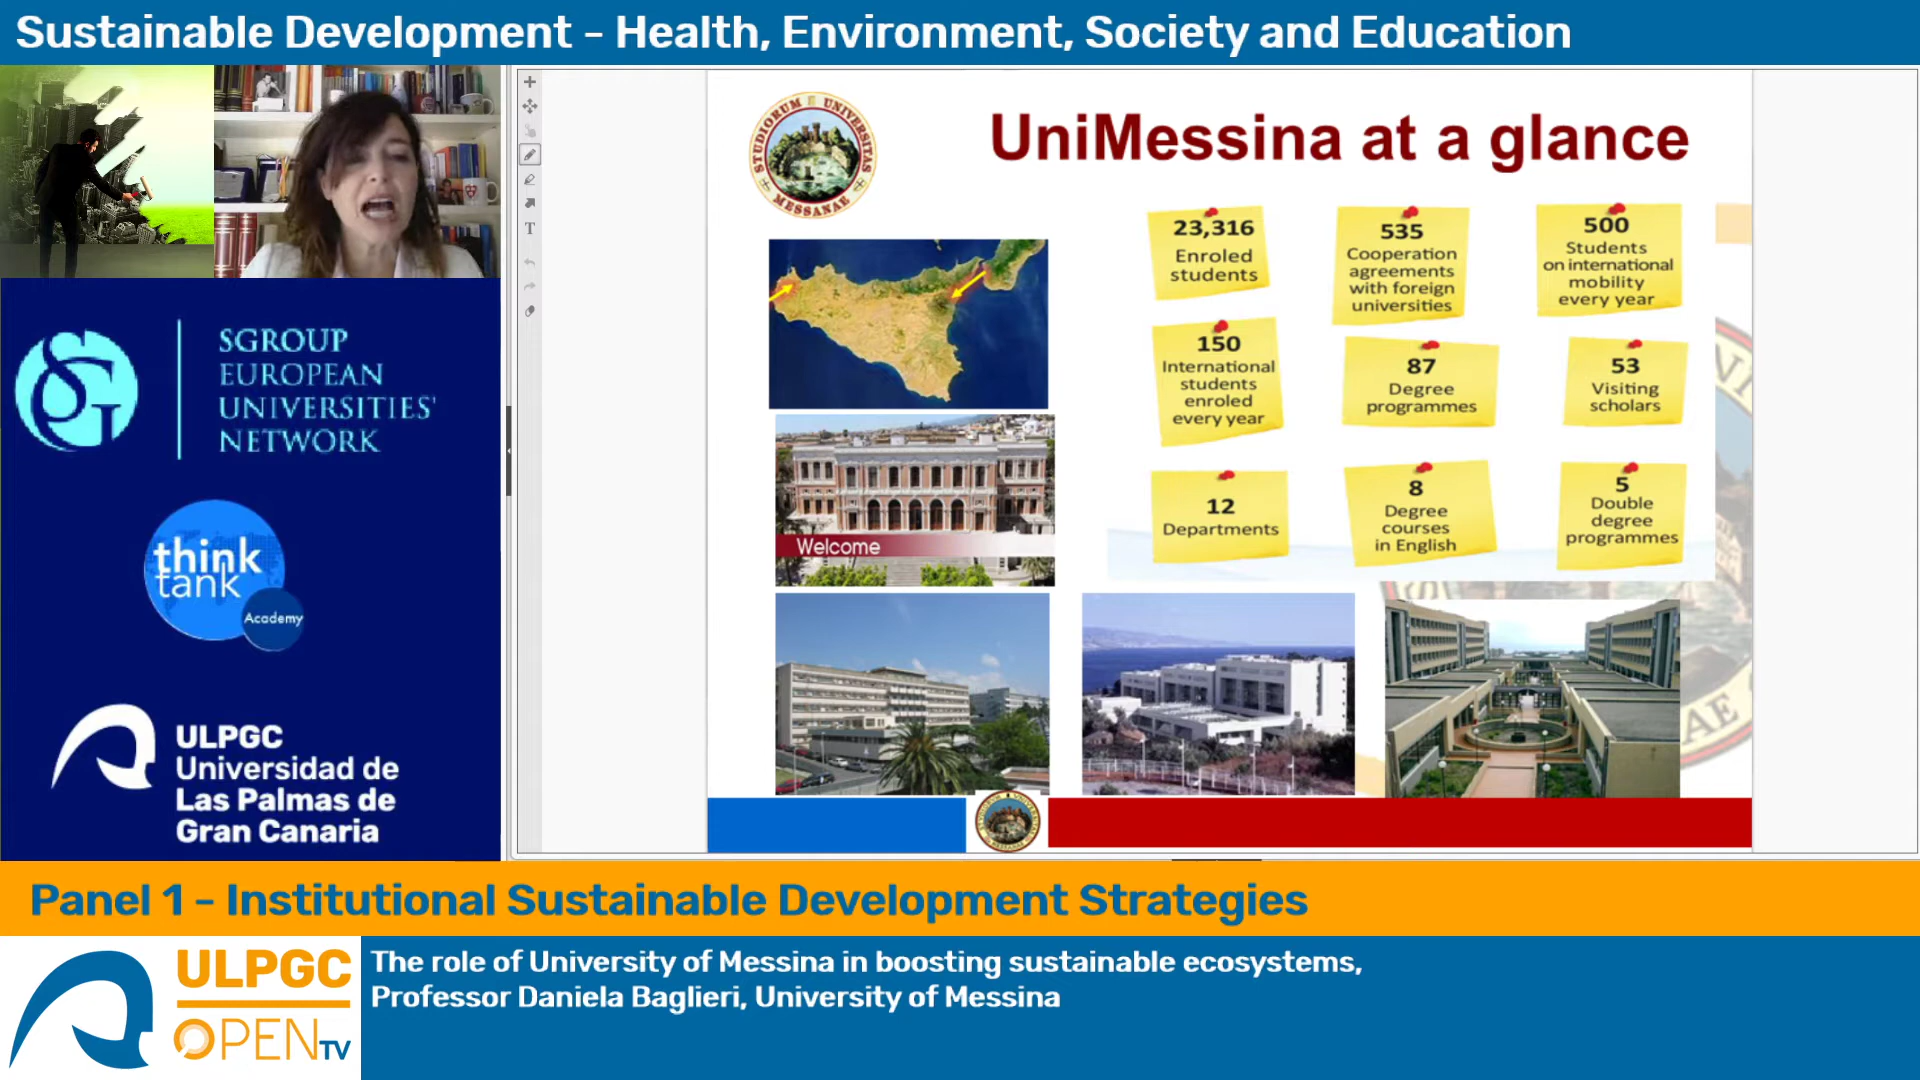 Sustainable Development - Health, Environment, Society and Education
SGROUP
EUROPEAN
UNIVERSITIES'
NETWORK
think
tank
Academy
ULPGC
Universidad de
Las Palmas de
Gran Canaria
STUDIORUM UNIVERSITAS
MESSANAE
UniMessina at a glance
23,316
Enroled
students
535
Cooperation
agreements
with foreign
universities
500
Students
on international
mobility
every year
150
International
students
enroled
every year
87
Degree
programmes
53
Visiting
scholars
12
Departments
8
Degree
courses
in English
5
Double
degree
programmes
Welcome
T
Panel 1 - Institutional Sustainable Development Strategies
ULPGC
OPENTV
The role of University of Messina in boosting sustainable ecosystems,
Professor Daniela Baglieri, University of Messina